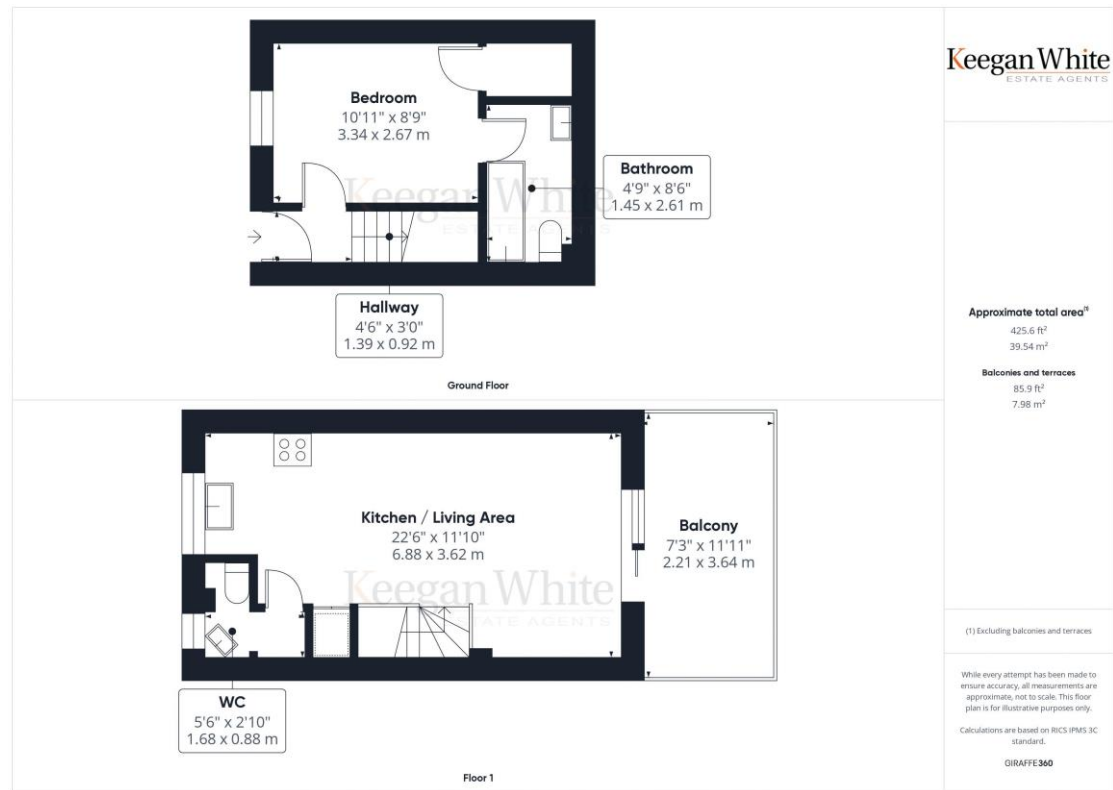 Bedroom
10'11" x 8'9"
3.34 x 2.67 m
Bathroom
4'9" x 8'6"
1.45 x 2.61 m
Keegan White
ESTATE AGENTS
Hallway
4'6" x 3'0"
1.39 x 0.92 m
Ground Floor
Kitchen / Living Area
22'6" x 11'10"
6.88 x 3.62 m
Balcony
7'3" x 11'11"
2.21 x 3.64 m
Keegan White
ESTATE AGENTS
WC
5'6" x 2'10"
1.68 x 0.88 m
Floor 1
Keegan White
ESTATE AGENTS
Approximate total area(1)
425.6 ft²
39.54 m²
Balconies and terraces
85.9 ft²
7.98 m²
(1) Excluding balconies and terraces
While every attempt has been made to
ensure accuracy, all measurements are
approximate, not to scale. This floor
plan is for illustrative purposes only.
Calculations are based on RICS IPMS 3C
standard.
GIRAFFE360